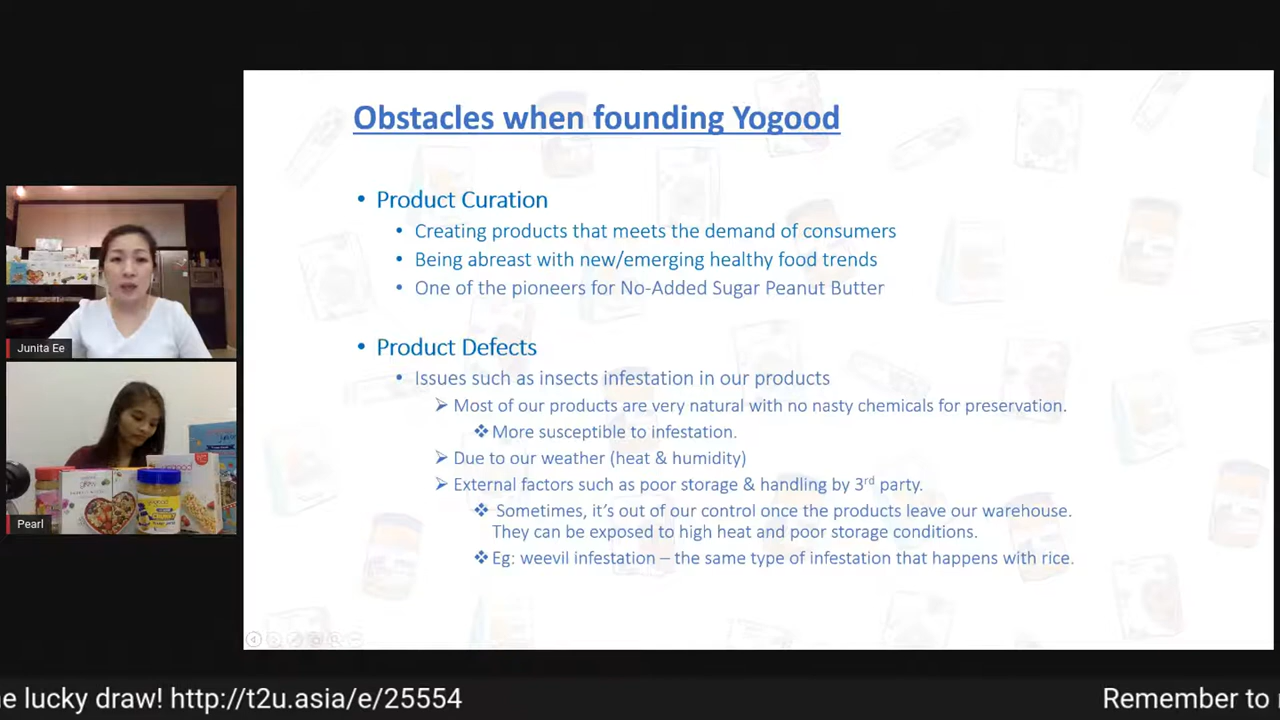 Obstacles when founding Yogood
• Product Curation
• Creating products that meets the demand of consumers
• Being abreast with new/emerging healthy food trends
• One of the pioneers for No-Added Sugar Peanut Butter
• Product Defects
• Issues such as insects infestation in our products
➢ Most of our products are very natural with no nasty chemicals for preservation.
❖ More susceptible to infestation.
➢ Due to our weather (heat & humidity)
➢ External factors such as poor storage & handling by 3rd party.
❖ Sometimes, it's out of our control once the products leave our warehouse.
They can be exposed to high heat and poor storage conditions.
❖ Eg: weevil infestation – the same type of infestation that happens with rice.
Junita Ee
Pearl
lucky draw! http://t2u.asia/e/25554
Remember to